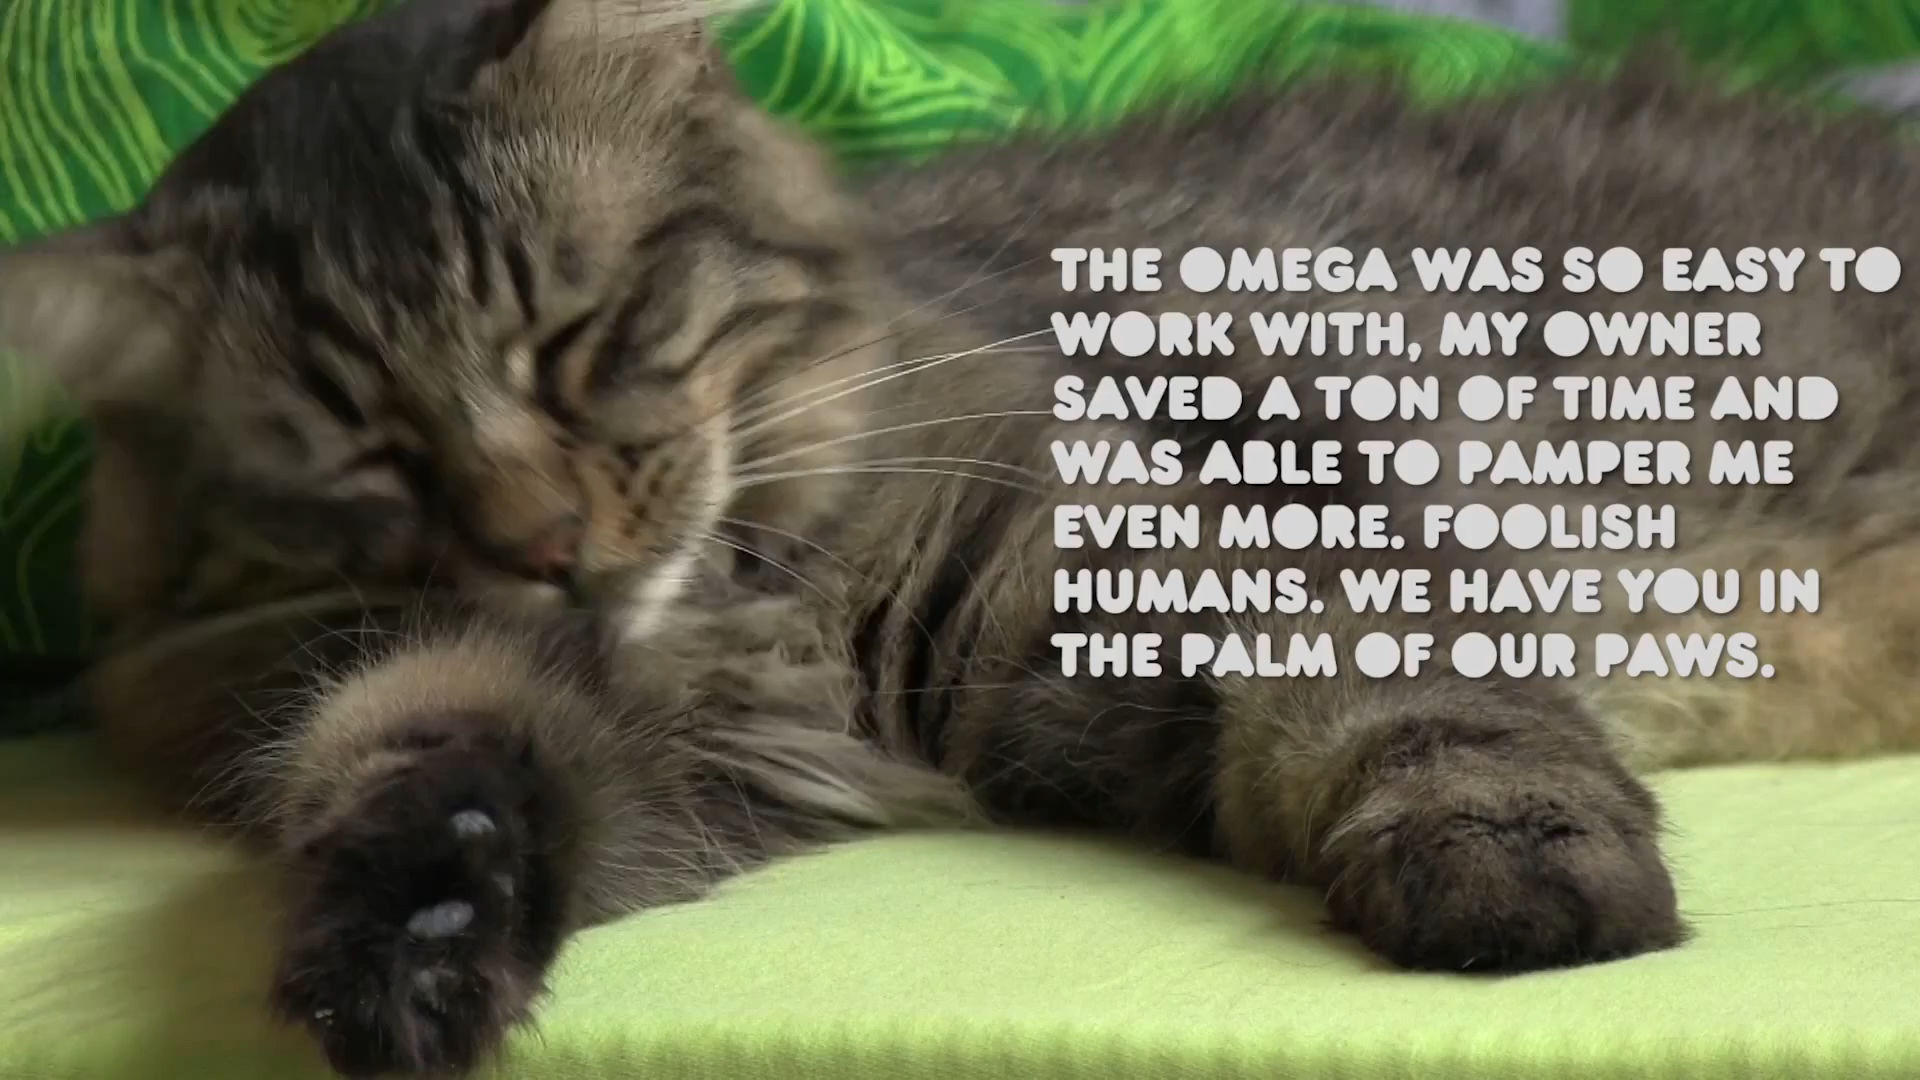 THE OMEGA WAS SO EASY TO
WORK WITH, MY OWNER
SAVED A TON OF TIME AND
WAS ABLE TO PAMPER ME
EVEN MORE. FOOLISH
HUMANS. WE HAVE YOU IN
THE PALM OF OUR PAWS.